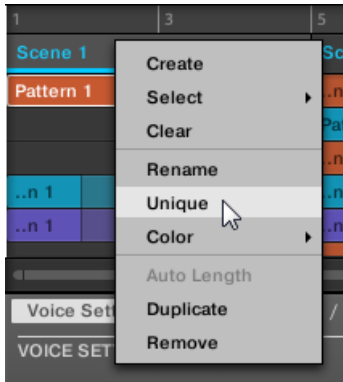 1 3 5
Scene 1 Sc
Create
Pattern 1 Select ..n
Clear Pa
..n
Rename
..n 1 Unique .n
..n 1 Color .n
Auto Length
Voice Sett Duplicate /
VOICE SET Remove